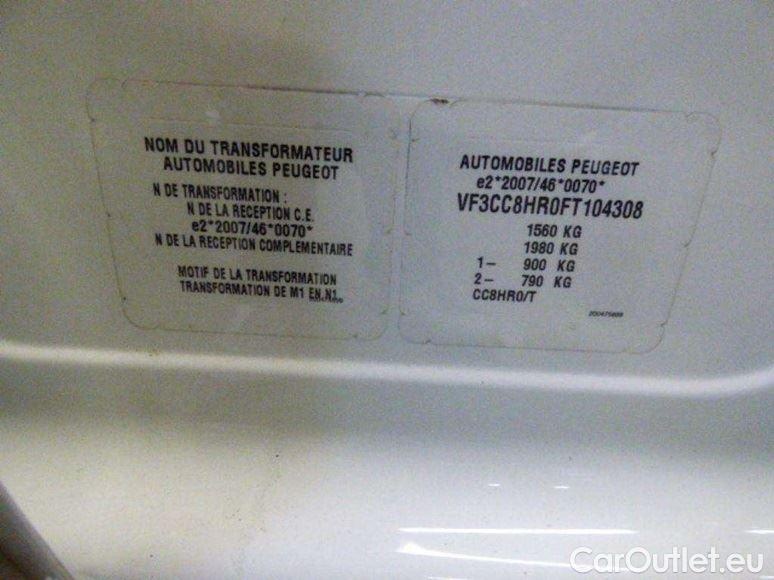 NOM DU TRANSFORMATEUR
AUTOMOBILES PEUGEOT
N DE TRANSFORMATION :
N DE LA RECEPTION C.E.
e2*2007/46*0070*
N DE LA RECEPTION COMPLEMENTAIRE
MOTIF DE LA TRANSFORMATION
TRANSFORMATION DE M1 EN N1
AUTOMOBILES PEUGEOT
e2*2007/46*0070*
VF3CC8HR0FT104308
1560 KG
1980 KG
1- 900 KG
2- 790 KG
CC8HR0/T
CarOutlet.eu